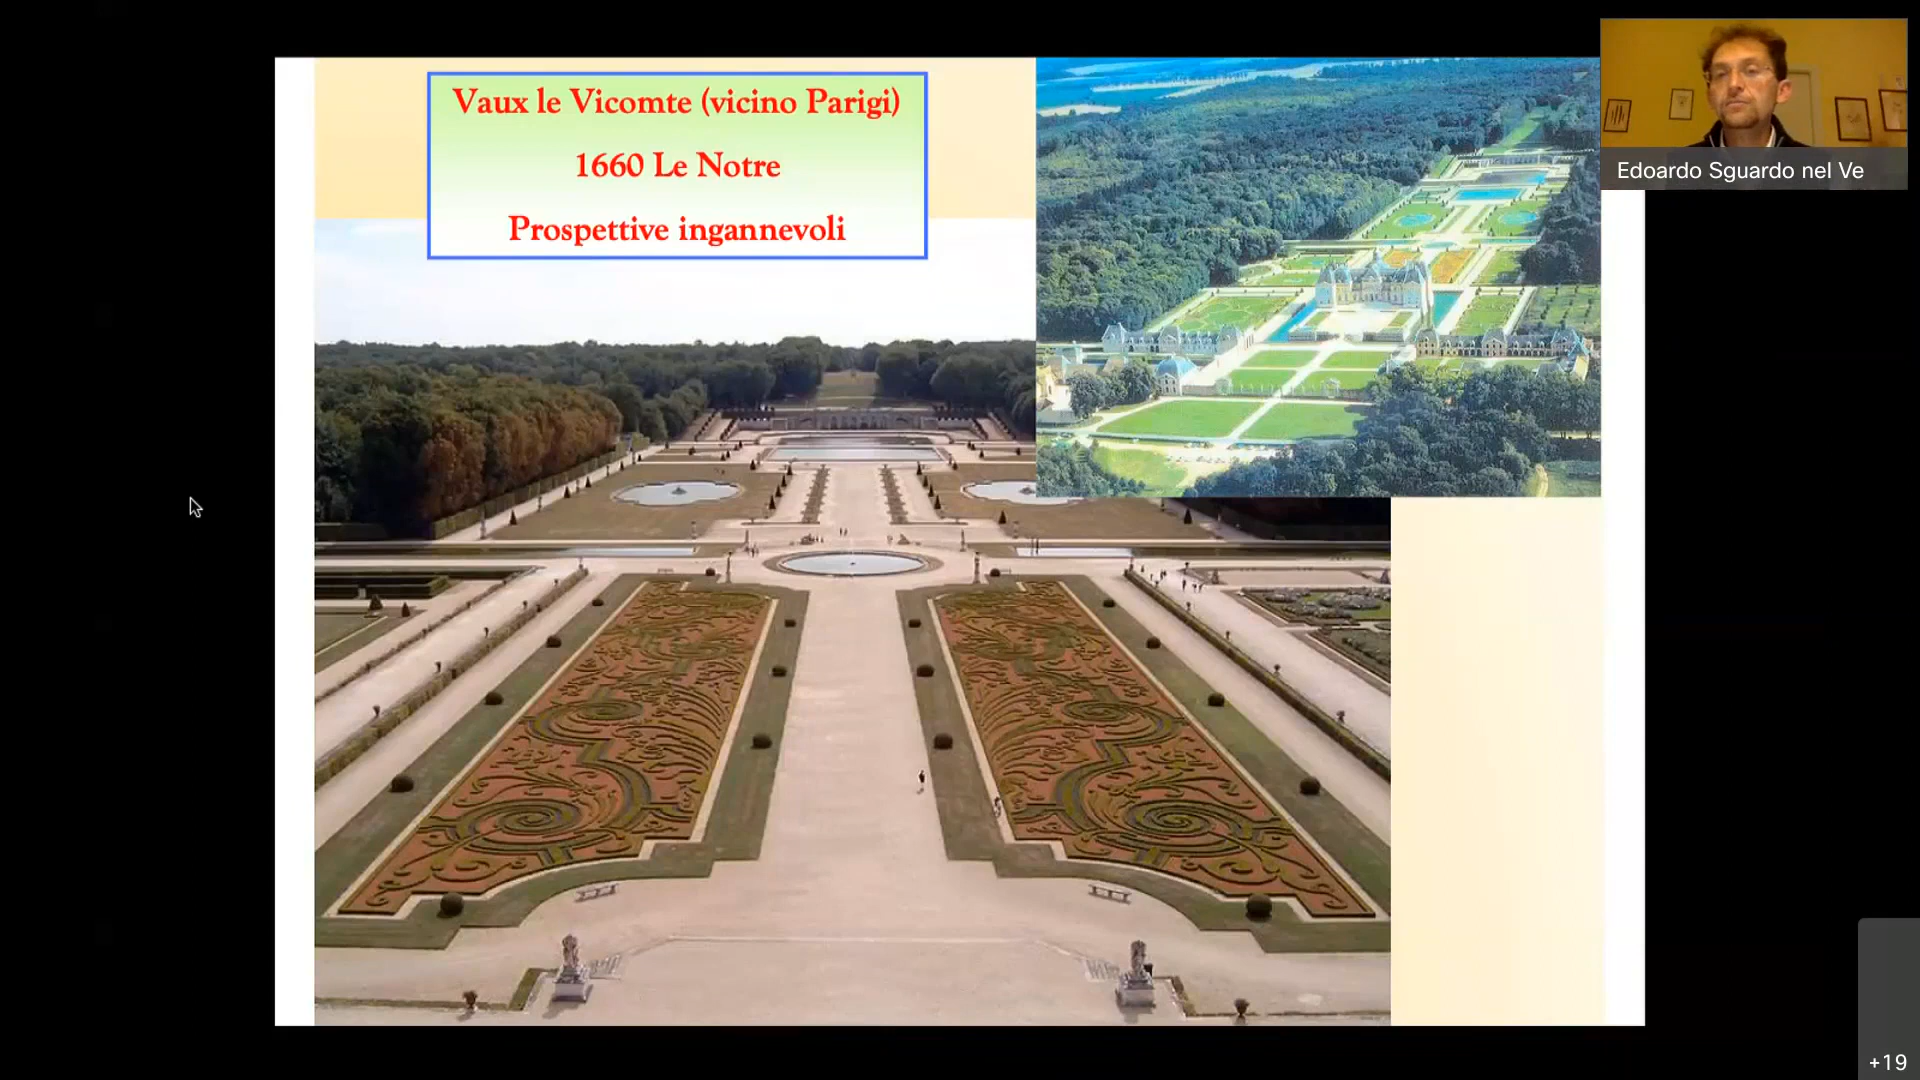 Vaux le Vicomte (vicino Parigi)
1660 Le Notre
Prospettive ingannevoli
Edoardo Sguardo nel Ve
+19